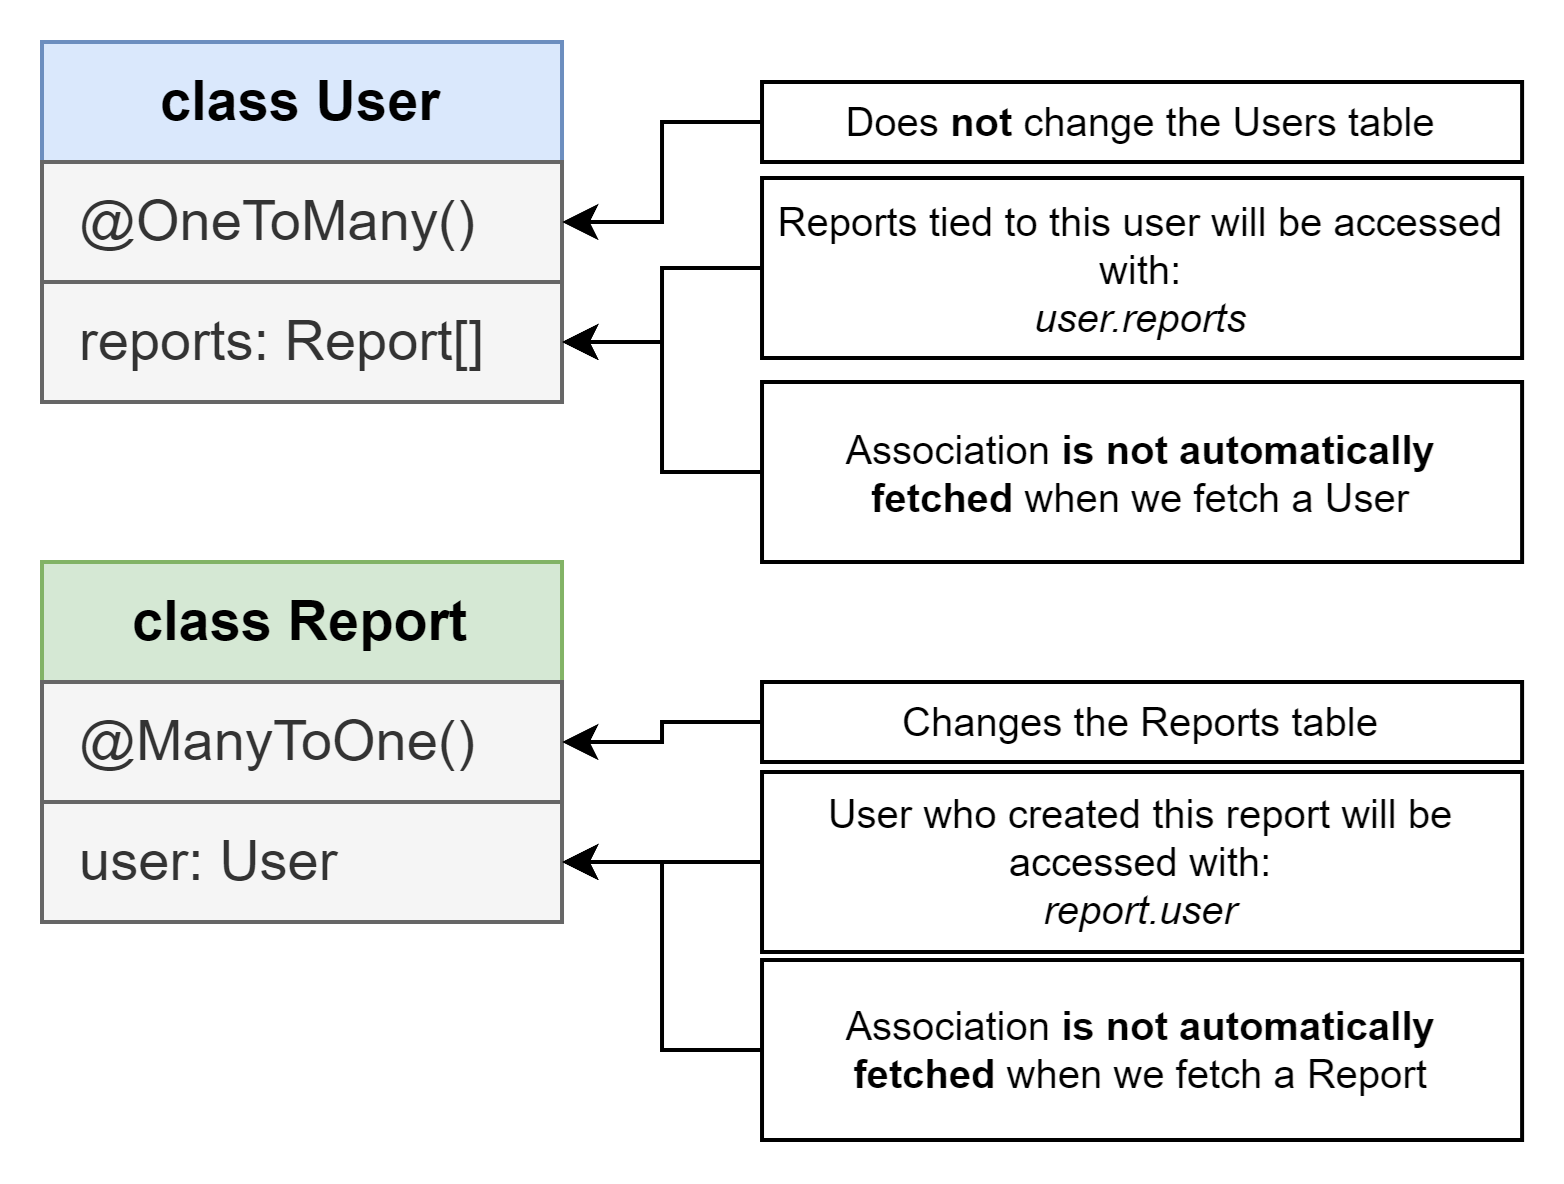 class User
@OneToMany()
reports: Report[]
Does not change the Users table
Reports tied to this user will be accessed
with:
user.reports
Association is not automatically
fetched when we fetch a User
class Report
@ManyToOne()
user: User
Changes the Reports table
User who created this report will be
accessed with:
report.user
Association is not automatically
fetched when we fetch a Report